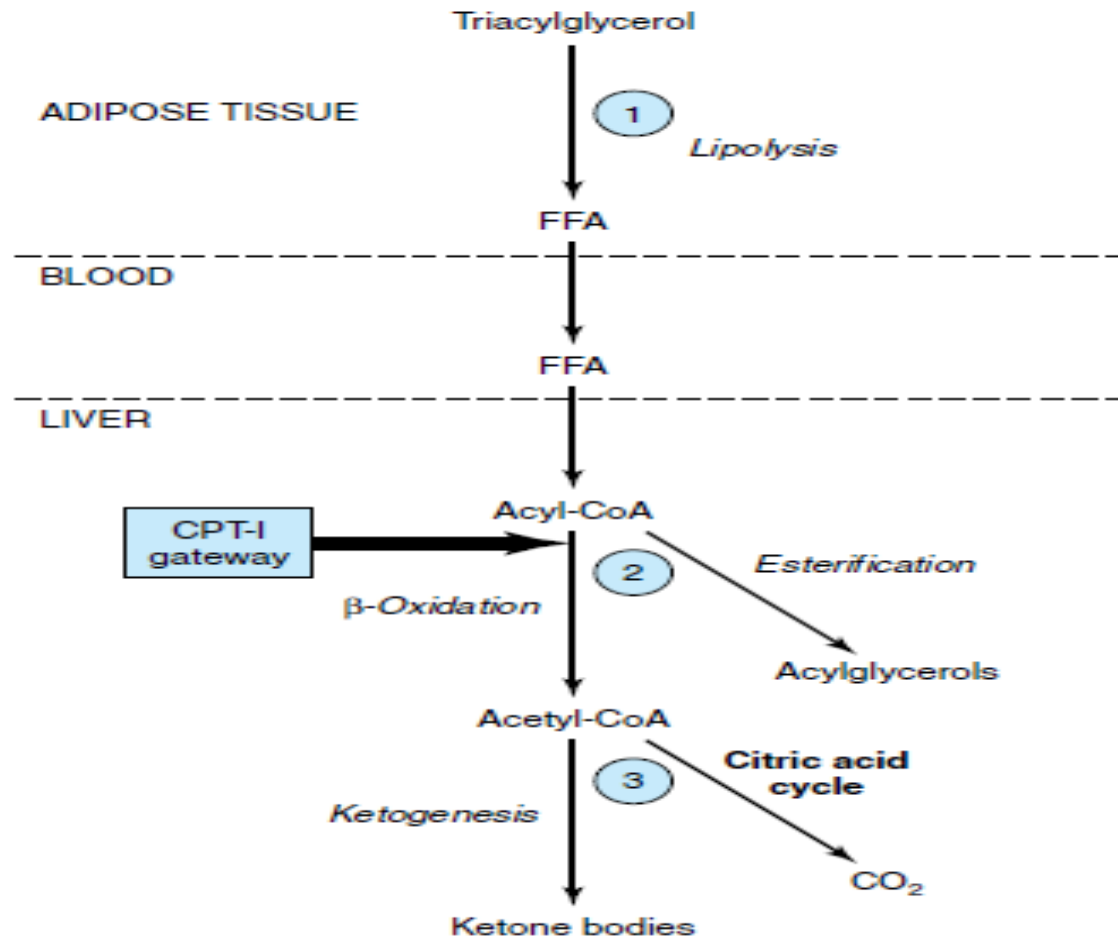 Triacylglycerol
ADIPOSE TISSUE
1
Lipolysis
FFA
BLOOD
FFA
LIVER
Acyl-CoA
CPT-I
gateway
2
Esterification
β-Oxidation
Acylglycerols
Acetyl-CoA
Citric acid
cycle
3
Ketogenesis
CO₂
Ketone bodies